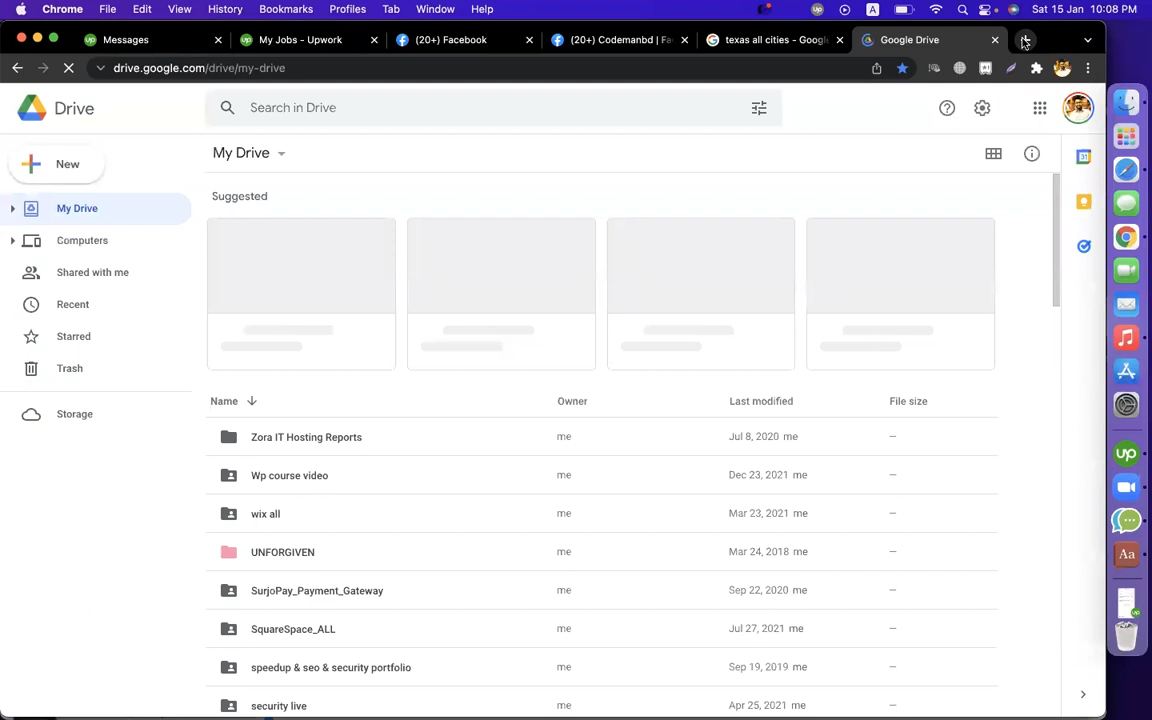 Chrome File Edit View History Bookmarks Profiles Tab Window Help A Sat 15 Jan 10:08 PM
Messages My Jobs - Upwork (20+) Facebook (20+) Codemanbd | Fa texas all cities - Goog Google Drive
drive.google.com/drive/my-drive
Drive Search in Drive
My Drive
New
Suggested
My Drive
Computers
Shared with me
Recent
Starred
Trash
Storage
Name Owner Last modified File size
Zora IT Hosting Reports me Jul 8, 2020 me —
Wp course video me Dec 23, 2021 me —
wix all me Mar 23, 2021 me —
UNFORGIVEN me Mar 24, 2018 me —
SurjoPay_Payment_Gateway me Sep 22, 2020 me —
SquareSpace_ALL me Jul 27, 2021 me —
speedup & seo & security portfolio me Sep 19, 2019 me —
security live me Apr 25, 2021 me —
31
up
Aa